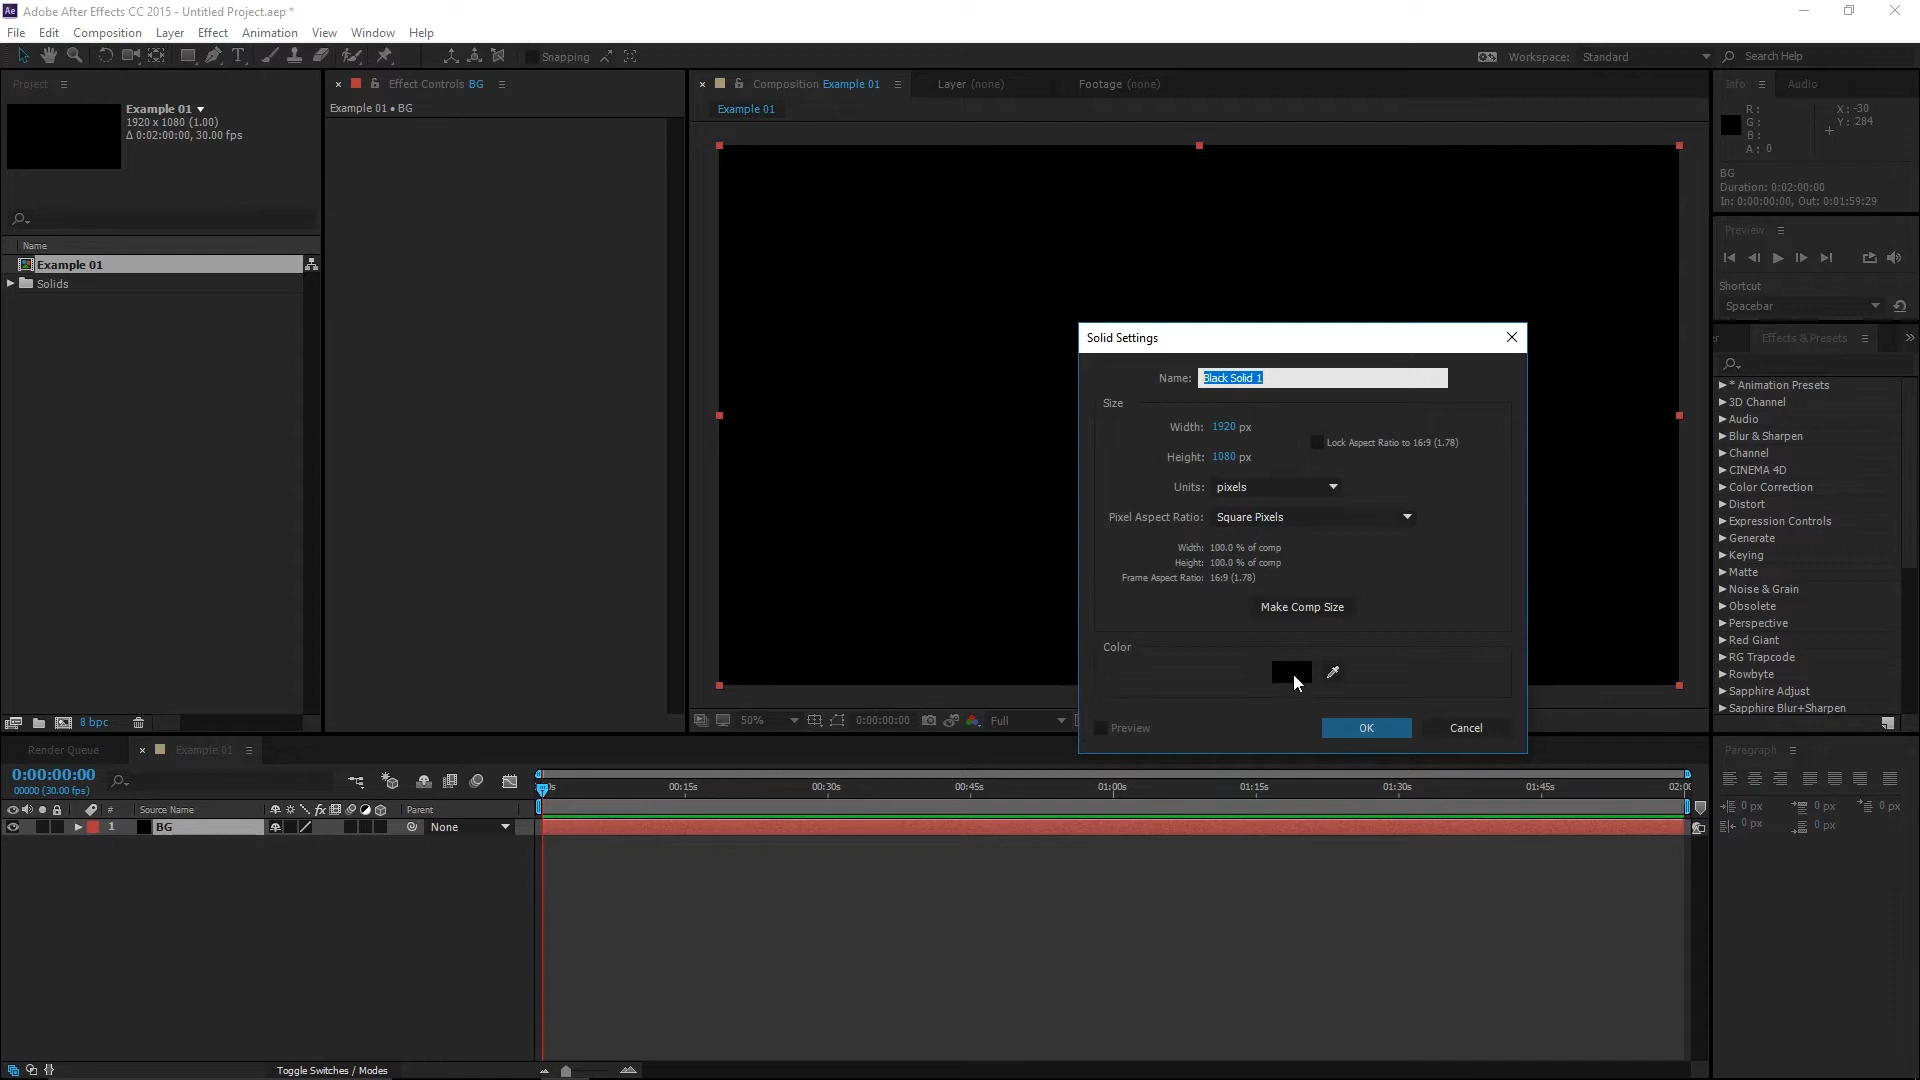 Ae Adobe After Effects CC 2015 - Untitled Project.aep *
File Edit Composition Layer Effect Animation View Window Help
Snapping
Workspace: Standard
Search Help
Project
Example 01
1920 x 1080 (1.00)
Δ 0:02:00:00, 30.00 fps
Name
Example 01
Solids
8 bpc
Effect Controls BG
Example 01 • BG
Composition Example 01
Layer (none)
Footage (none)
Example 01
50%
0:00:00:00
Full
Solid Settings
Name: Black Solid 1
Size
Width: 1920 px
Lock Aspect Ratio to 16:9 (1.78)
Height: 1080 px
Units: pixels
Pixel Aspect Ratio: Square Pixels
Width: 100.0 % of comp
Height: 100.0 % of comp
Frame Aspect Ratio: 16:9 (1.78)
Make Comp Size
Color
Preview
OK
Cancel
Info
Audio
R :
G :
B :
A : 0
X : -30
Y : 284
BG
Duration: 0:02:00:00
In: 0:00:00:00, Out: 0:01:59:29
Preview
Shortcut
Spacebar
Effects & Presets
* Animation Presets
3D Channel
Audio
Blur & Sharpen
Channel
CINEMA 4D
Color Correction
Distort
Expression Controls
Generate
Keying
Matte
Noise & Grain
Obsolete
Perspective
Red Giant
RG Trapcode
Rowbyte
Sapphire Adjust
Sapphire Blur+Sharpen
Render Queue
Example 01
0:00:00:00
00000 (30.00 fps)
00:15s 00:30s 00:45s 01:00s 01:15s 01:30s 01:45s
# Source Name fx Parent
1 BG None
Toggle Switches / Modes
Paragraph
0 px 0 px 0 px
0 px 0 px